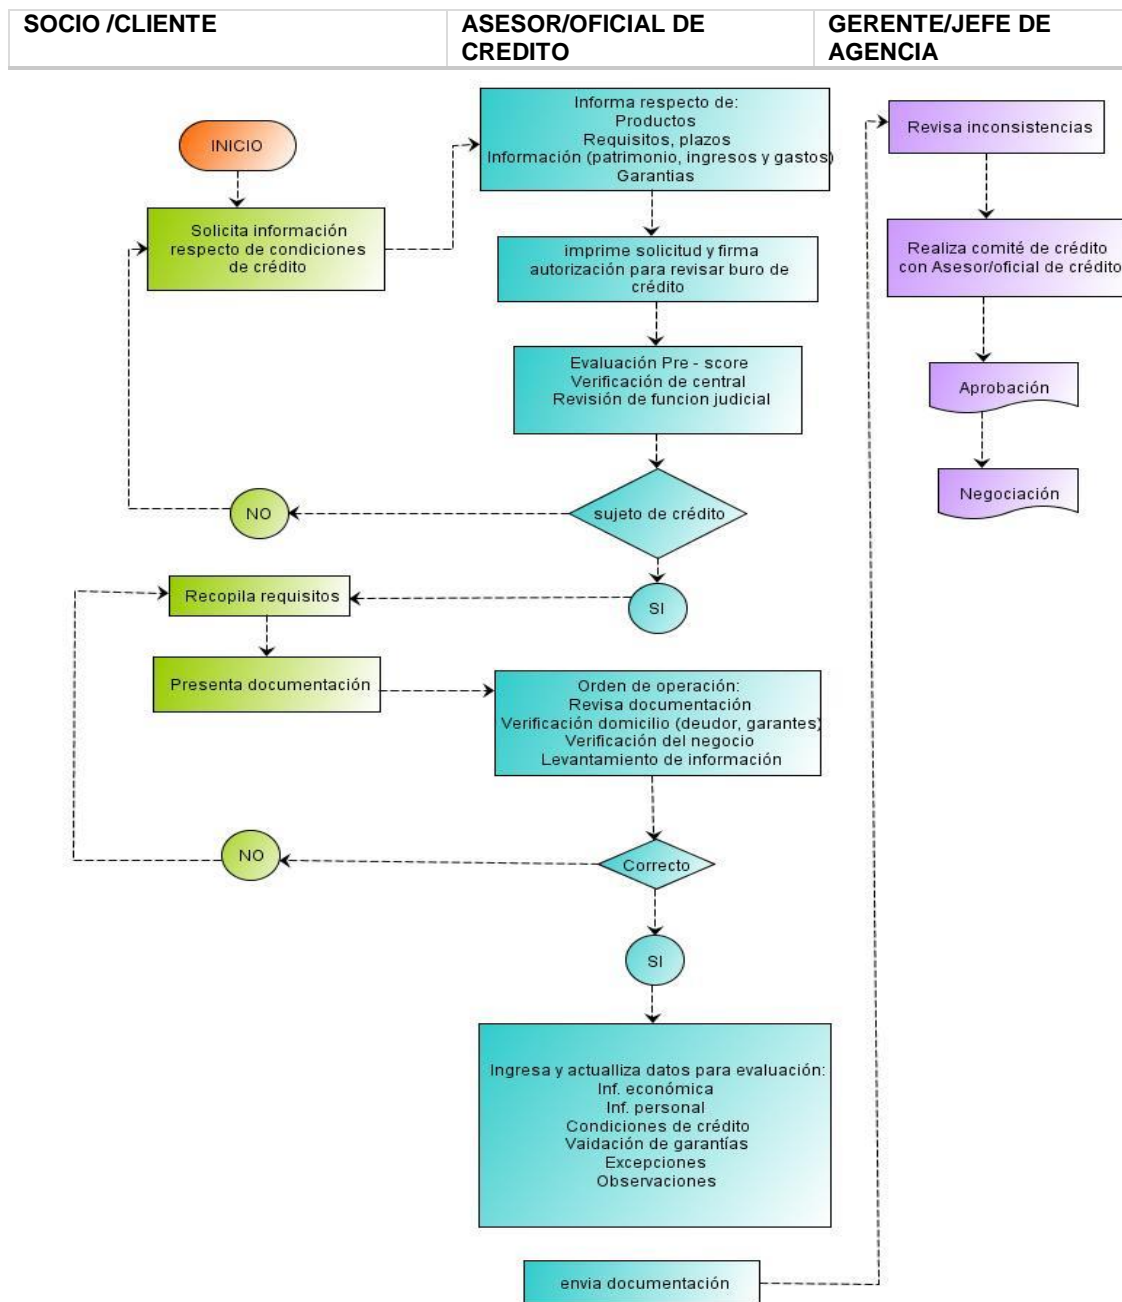 SOCIO /CLIENTE
ASESOR/OFICIAL DE
CREDITO
GERENTE/JEFE DE
AGENCIA
INICIO
Solicita información
respecto de condiciones
de crédito
Informa respecto de:
Productos
Requisitos, plazos
Información (patrimonio, ingresos y gastos)
Garantias
imprime solicitud y firma
autorización para revisar buro de
crédito
Evaluación Pre - score
Verificación de central
Revisión de funcion judicial
sujeto de crédito
NO
SI
Recopila requisitos
Presenta documentación
Orden de operación:
Revisa documentación
Verificación domicilio (deudor, garantes)
Verificación del negocio
Levantamiento de información
Correcto
NO
SI
Ingresa y actualliza datos para evaluación:
Inf. económica
Inf. personal
Condiciones de crédito
Vaidación de garantías
Excepciones
Observaciones
envia documentación
Revisa inconsistencias
Realiza comité de crédito
con Asesor/oficial de crédito
Aprobación
Negociación